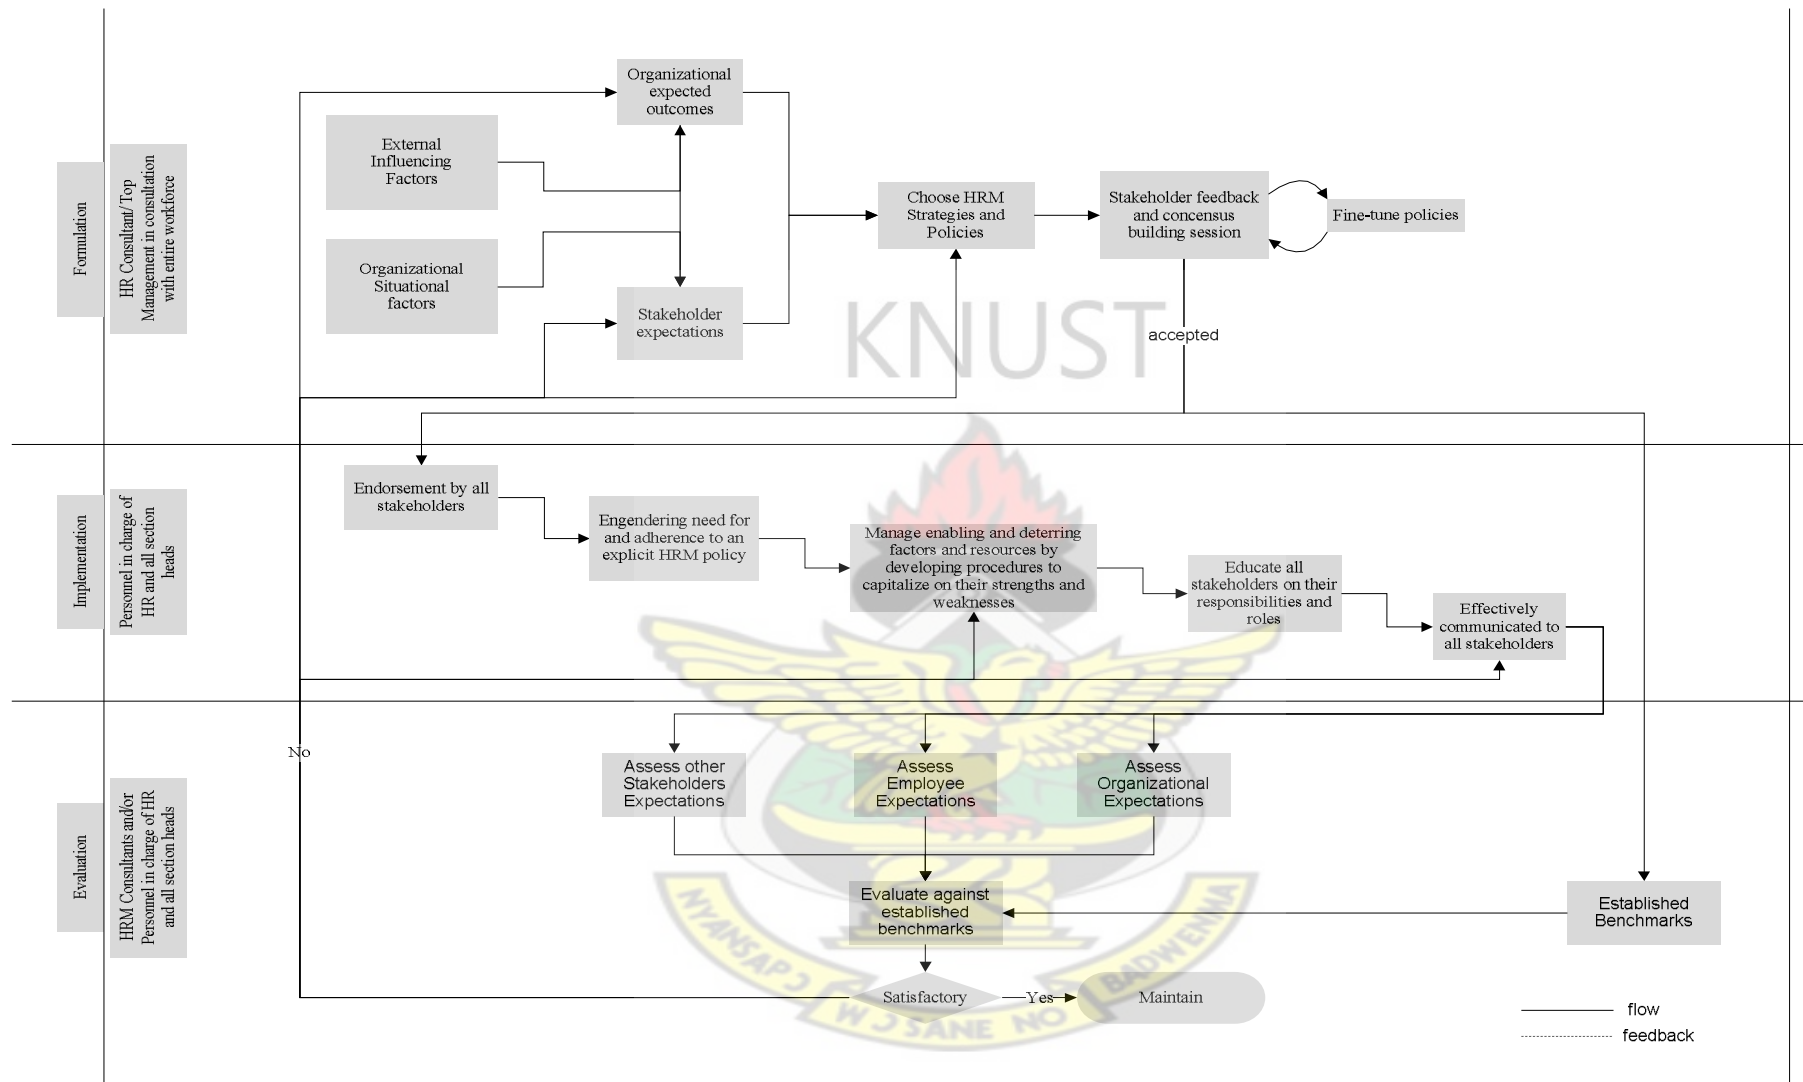 Formulation
HR Consultant/ Top
Management in consultation
with entire workforce
Organizational
expected
outcomes
External
Influencing
Factors
Organizational
Situational
factors
Stakeholder
expectations
Choose HRM
Strategies and
Policies
Stakeholder feedback
and concensus
building session
Fine-tune policies
KNUST
accepted
Implementation
Personnel in charge of
HR and all section
heads
Endorsement by all
stakeholders
Engendering need for
and adherence to an
explicit HRM policy
Manage enabling and deterring
factors and resources by
developing procedures to
capitalize on their strengths and
weaknesses
Educate all
stakeholders on their
responsibilities and
roles
Effectively
communicated to
all stakeholders
Evaluation
HRM Consultants and/or
Personnel in charge of HR
and all section heads
No
Assess other
Stakeholders
Expectations
Assess
Employee
Expectations
Assess
Organizational
Expectations
Evaluate against
established
benchmarks
Established
Benchmarks
Satisfactory
Yes
Maintain
NYANSAPƆ
WƆSANE NO
BADWENMA
flow
feedback